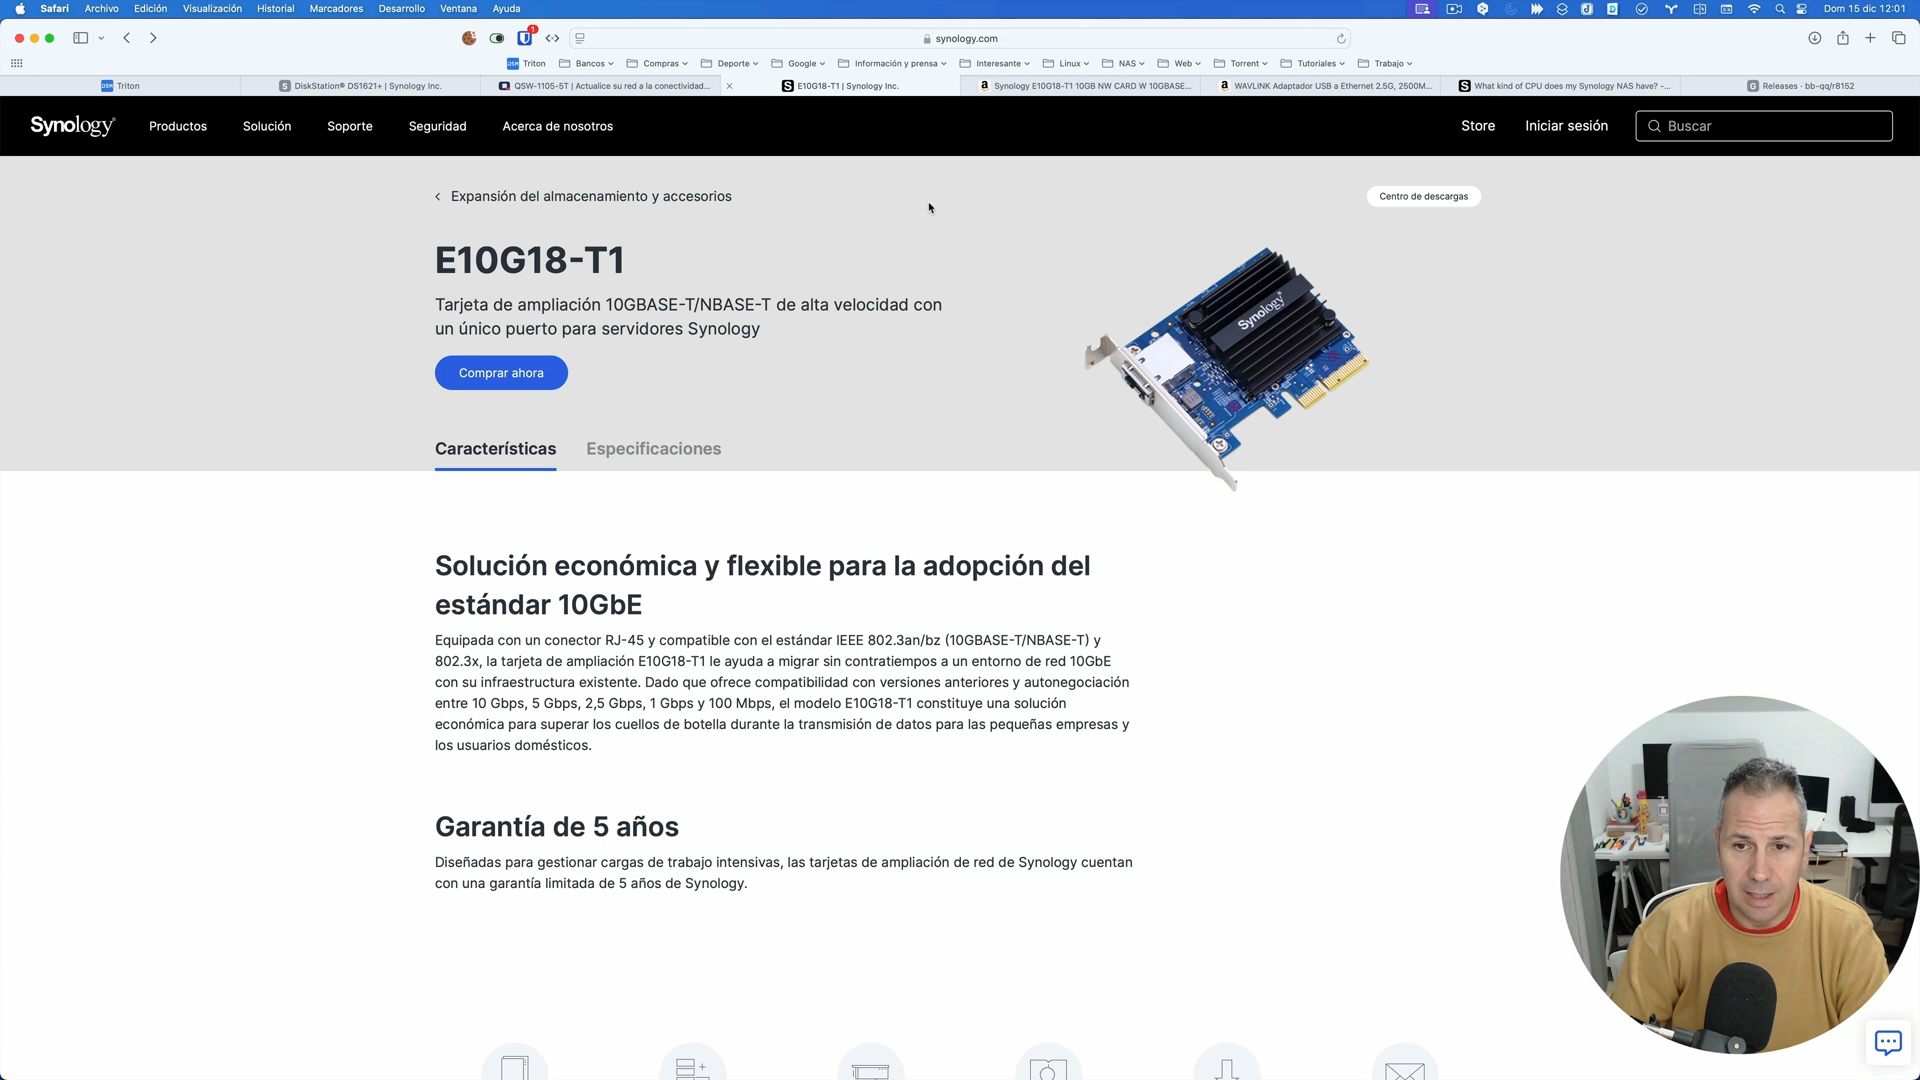 Safari Archivo Edición Visualización Historial Marcadores Desarrollo Ventana Ayuda Dom 15 dic 12:01
1 synology.com
DSM Triton Bancos Compras Deporte Google Información y prensa Interesante Linux NAS Web Torrent Tutoriales Trabajo
DSM Triton S DiskStation® DS1621+ | Synology Inc. QSW-1105-5T | Actualice su red a la conectividad... S E10G18-T1 | Synology Inc. a Synology E10G18-T1 10GB NW CARD W 10GBASE... a WAVLINK Adaptador USB a Ethernet 2.5G, 2500M... S What kind of CPU does my Synology NAS have? -... G Releases · bb-qq/r8152
Synology® Productos Solución Soporte Seguridad Acerca de nosotros Store Iniciar sesión Buscar
Expansión del almacenamiento y accesorios Centro de descargas
E10G18-T1
Tarjeta de ampliación 10GBASE-T/NBASE-T de alta velocidad con
un único puerto para servidores Synology
Synology®
Comprar ahora
Características Especificaciones
Solución económica y flexible para la adopción del
estándar 10GbE
Equipada con un conector RJ-45 y compatible con el estándar IEEE 802.3an/bz (10GBASE-T/NBASE-T) y
802.3x, la tarjeta de ampliación E10G18-T1 le ayuda a migrar sin contratiempos a un entorno de red 10GbE
con su infraestructura existente. Dado que ofrece compatibilidad con versiones anteriores y autonegociación
entre 10 Gbps, 5 Gbps, 2,5 Gbps, 1 Gbps y 100 Mbps, el modelo E10G18-T1 constituye una solución
económica para superar los cuellos de botella durante la transmisión de datos para las pequeñas empresas y
los usuarios domésticos.
Garantía de 5 años
Diseñadas para gestionar cargas de trabajo intensivas, las tarjetas de ampliación de red de Synology cuentan
con una garantía limitada de 5 años de Synology.